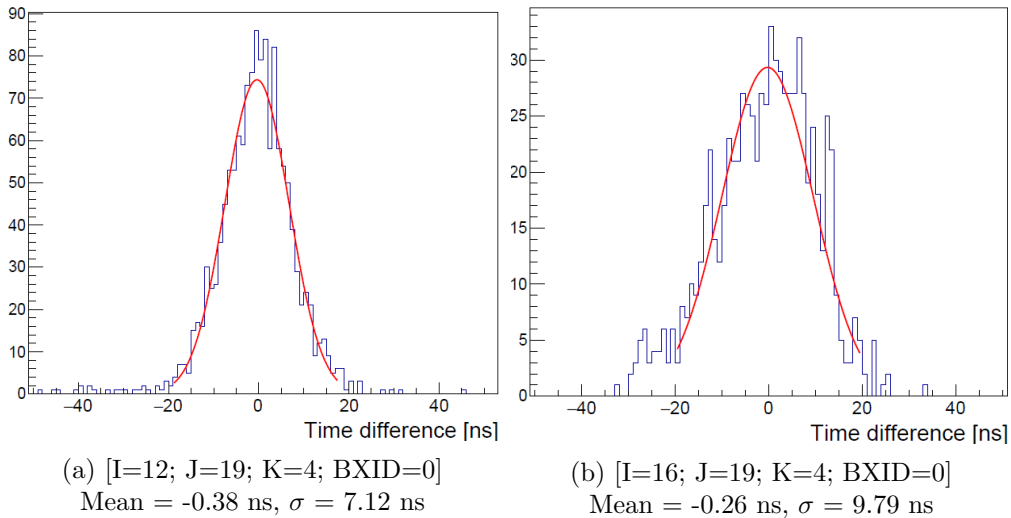 90
80
70
60
50
40
30
20
10
0
−40 −20 0 20 40
Time difference [ns]
(a) [I=12; J=19; K=4; BXID=0]
Mean = -0.38 ns, σ = 7.12 ns
30
25
20
15
10
5
0
−40 −20 0 20 40
Time difference [ns]
(b) [I=16; J=19; K=4; BXID=0]
Mean = -0.26 ns, σ = 9.79 ns